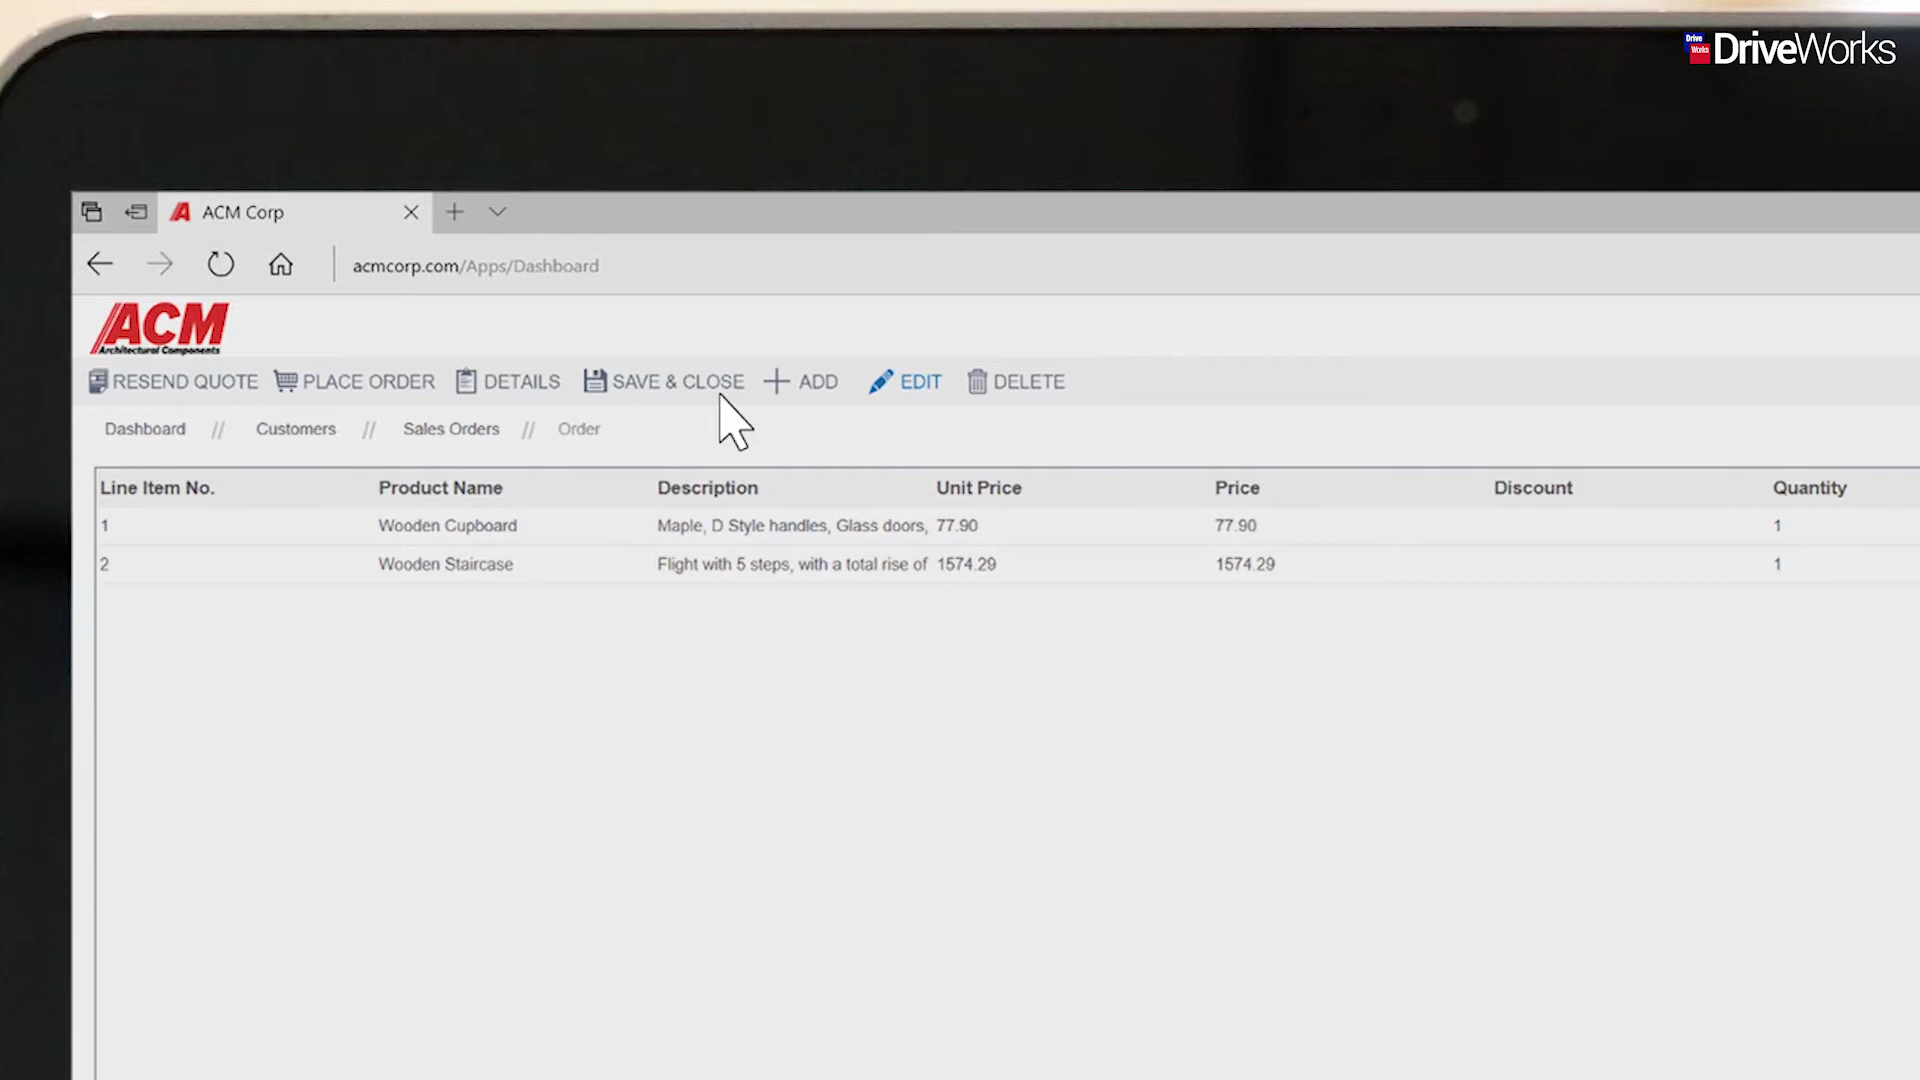 Drive Works DriveWorks
ACM Corp
acmcorp.com/Apps/Dashboard
ACM
Architectural Components
RESEND QUOTE PLACE ORDER DETAILS SAVE & CLOSE ADD EDIT DELETE
Dashboard // Customers // Sales Orders // Order
Line Item No. Product Name Description Unit Price Price Discount Quantity
1 Wooden Cupboard Maple, D Style handles, Glass doors, 77.90 77.90 1
2 Wooden Staircase Flight with 5 steps, with a total rise of 1574.29 1574.29 1